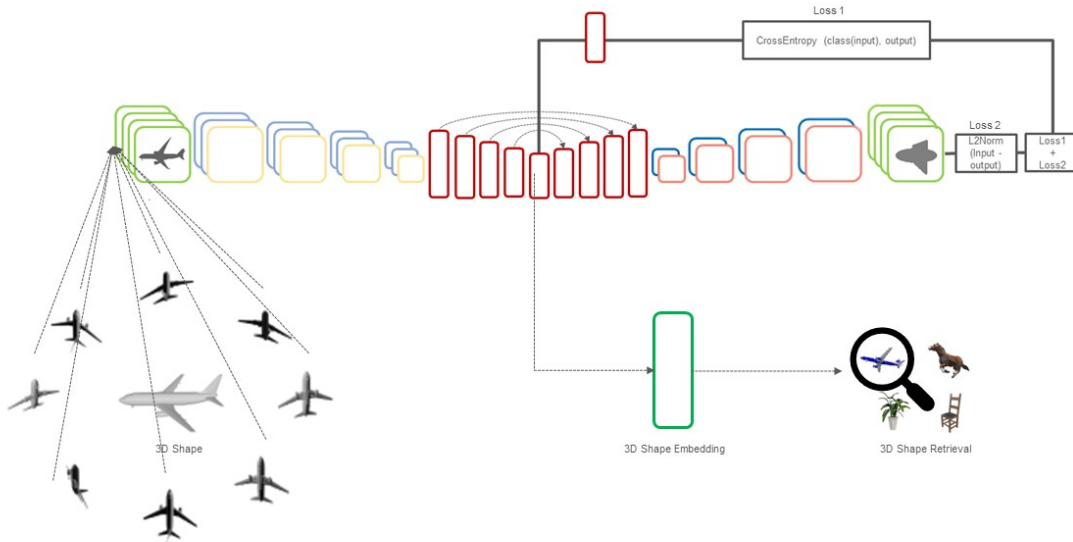 Loss 1
CrossEntropy (class(input), output)
Loss 2
L2Norm
(Input -
output)
Loss1
+
Loss2
3D Shape
3D Shape Embedding
3D Shape Retrieval